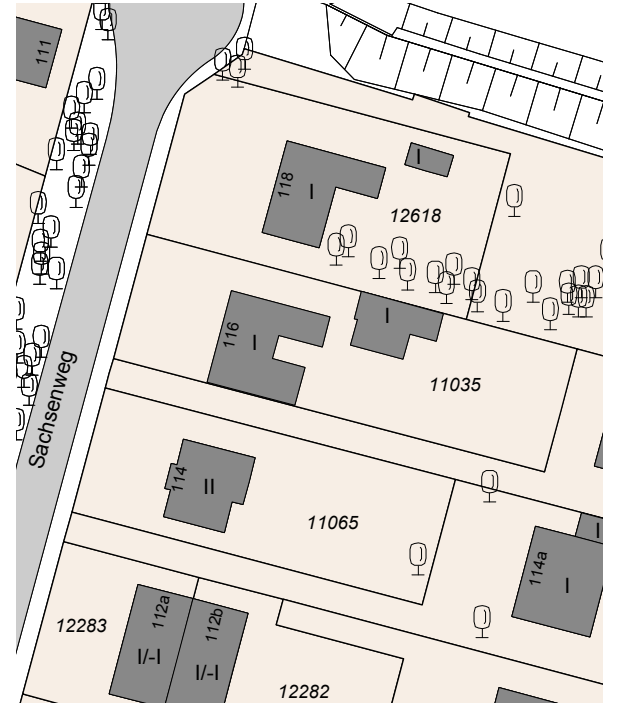 111
118
I
I
12618
116
I
I
11035
Sachsenweg
114
II
11065
114a
I
I
12283
112a
112b
I/-I
I/-I
12282